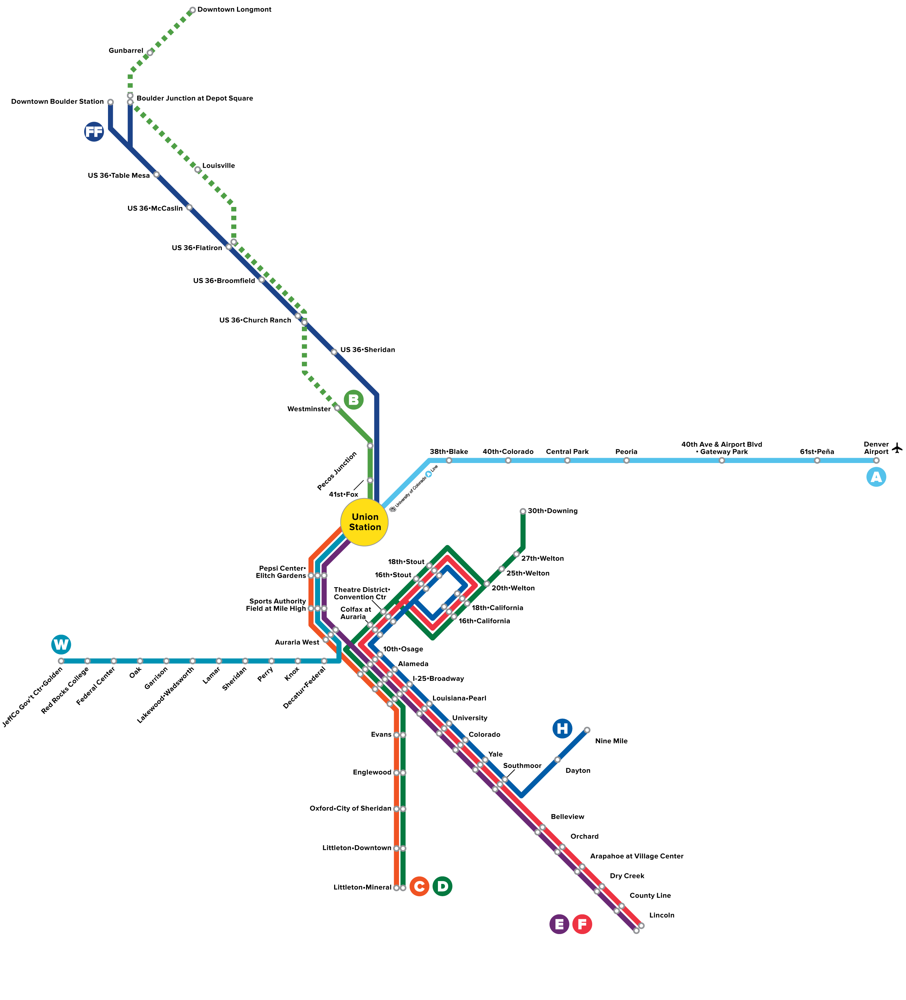 Downtown Longmont
Gunbarrel
Boulder Junction at Depot Square
Downtown Boulder Station
FF
Louisville
US 36•Table Mesa
US 36•McCaslin
US 36•Flatiron
US 36•Broomfield
US 36•Church Ranch
US 36•Sheridan
B
Westminster
Pecos Junction
41st•Fox
Union
Station
University of Colorado A Line
38th•Blake
40th•Colorado
Central Park
Peoria
40th Ave & Airport Blvd
• Gateway Park
61st•Peña
Denver
Airport
A
30th•Downing
27th•Welton
25th•Welton
20th•Welton
18th•Stout
16th•Stout
Theatre District•
Convention Ctr
Colfax at
Auraria
18th•California
16th•California
Pepsi Center•
Elitch Gardens
Sports Authority
Field at Mile High
Auraria West
W
JeffCo Gov't Ctr•Golden
Red Rocks College
Federal Center
Oak
Garrison
Lakewood•Wadsworth
Lamar
Sheridan
Perry
Knox
Decatur•Federal
10th•Osage
Alameda
I-25•Broadway
Louisiana•Pearl
University
Colorado
Yale
Southmoor
H
Nine Mile
Dayton
Evans
Englewood
Oxford•City of Sheridan
Littleton•Downtown
Littleton•Mineral
C D
Belleview
Orchard
Arapahoe at Village Center
Dry Creek
County Line
Lincoln
E F